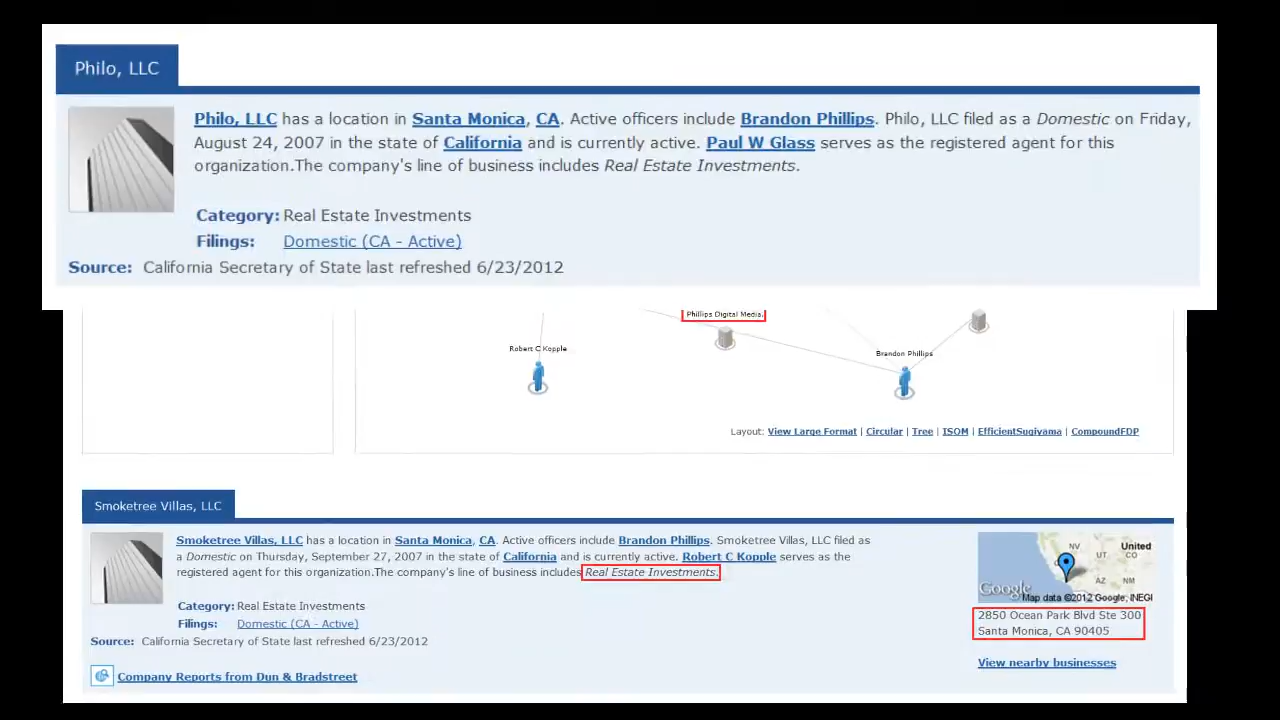 Philo, LLC
Philo, LLC has a location in Santa Monica, CA. Active officers include Brandon Phillips. Philo, LLC filed as a Domestic on Friday,
August 24, 2007 in the state of California and is currently active. Paul W Glass serves as the registered agent for this
organization.The company's line of business includes Real Estate Investments.
Category: Real Estate Investments
Filings: Domestic (CA - Active)
Source: California Secretary of State last refreshed 6/23/2012
Phillips Digital Media,
Robert C Kopple
Brandon Phillips
Layout: View Large Format | Circular | Tree | ISOM | EfficientSugiyama | CompoundFDP
Smoketree Villas, LLC
Smoketree Villas, LLC has a location in Santa Monica, CA. Active officers include Brandon Phillips. Smoketree Villas, LLC filed as
a Domestic on Thursday, September 27, 2007 in the state of California and is currently active. Robert C Kopple serves as the
registered agent for this organization.The company's line of business includes Real Estate Investments.
Category: Real Estate Investments
Filings: Domestic (CA - Active)
Source: California Secretary of State last refreshed 6/23/2012
Company Reports from Dun & Bradstreet
NV
UT
CO
United
AZ
NM
Google
Map data ©2012 Google, INEGI
2850 Ocean Park Blvd Ste 300
Santa Monica, CA 90405
View nearby businesses